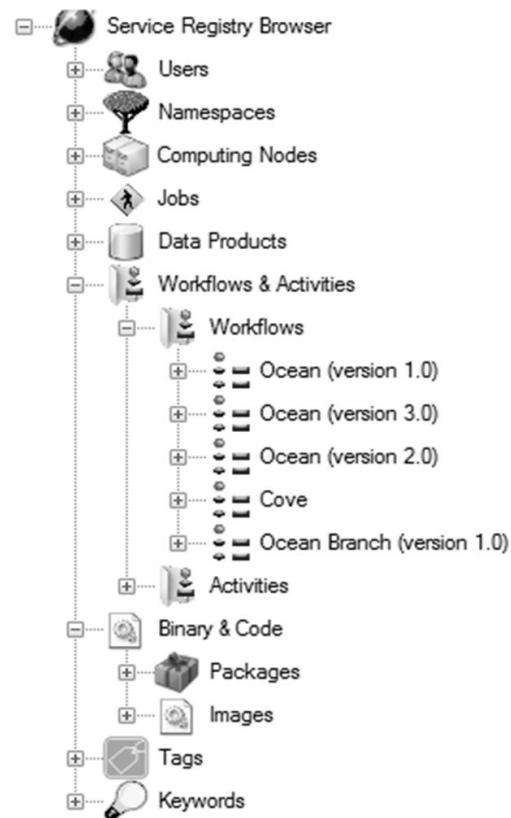 Service Registry Browser
Users
Namespaces
Computing Nodes
Jobs
Data Products
Workflows & Activities
Workflows
Ocean (version 1.0)
Ocean (version 3.0)
Ocean (version 2.0)
Cove
Ocean Branch (version 1.0)
Activities
Binary & Code
Packages
Images
Tags
Keywords